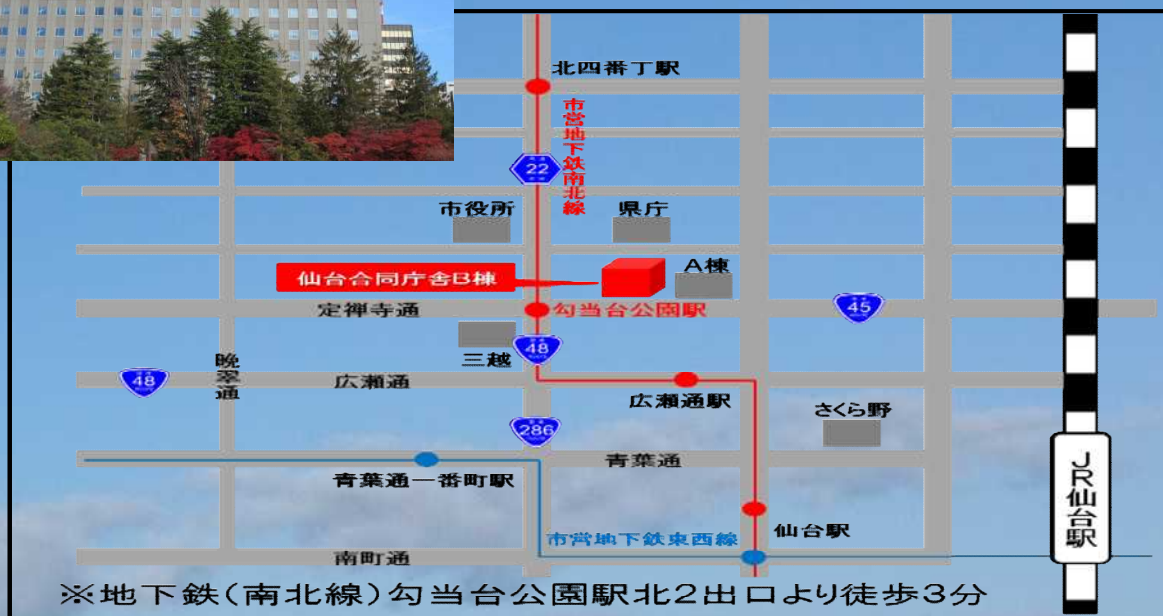 北四番丁駅
市営地下鉄南北線
22
市役所
県庁
仙台合同庁舎B棟
A棟
定禅寺通
勾当台公園駅
45
三越
48
晩翠通
48
広瀬通
広瀬通駅
さくら野
286
青葉通
青葉通一番町駅
JR仙台駅
仙台駅
市営地下鉄東西線
南町通
※地下鉄(南北線)勾当台公園駅北2出口より徒歩3分